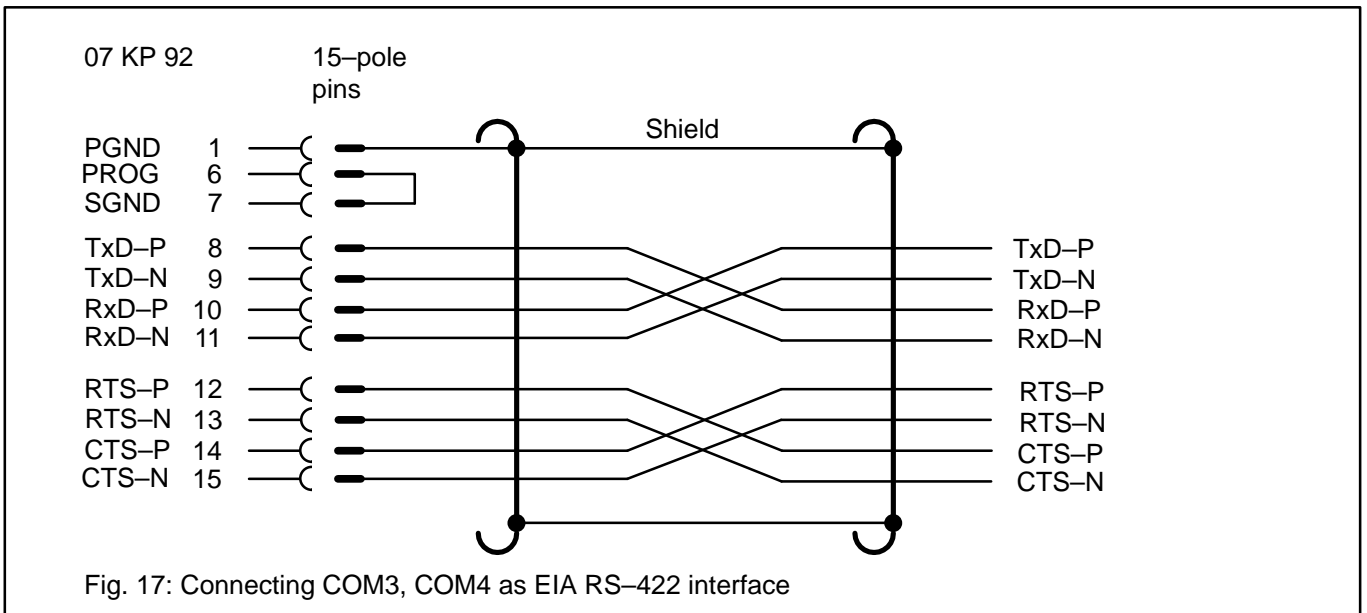 07 KP 92 15–pole
pins
Shield
PGND 1
PROG 6
SGND 7
TxD–P 8 TxD–P
TxD–N 9 TxD–N
RxD–P 10 RxD–P
RxD–N 11 RxD–N
RTS–P 12 RTS–P
RTS–N 13 RTS–N
CTS–P 14 CTS–P
CTS–N 15 CTS–N
Fig. 17: Connecting COM3, COM4 as EIA RS–422 interface